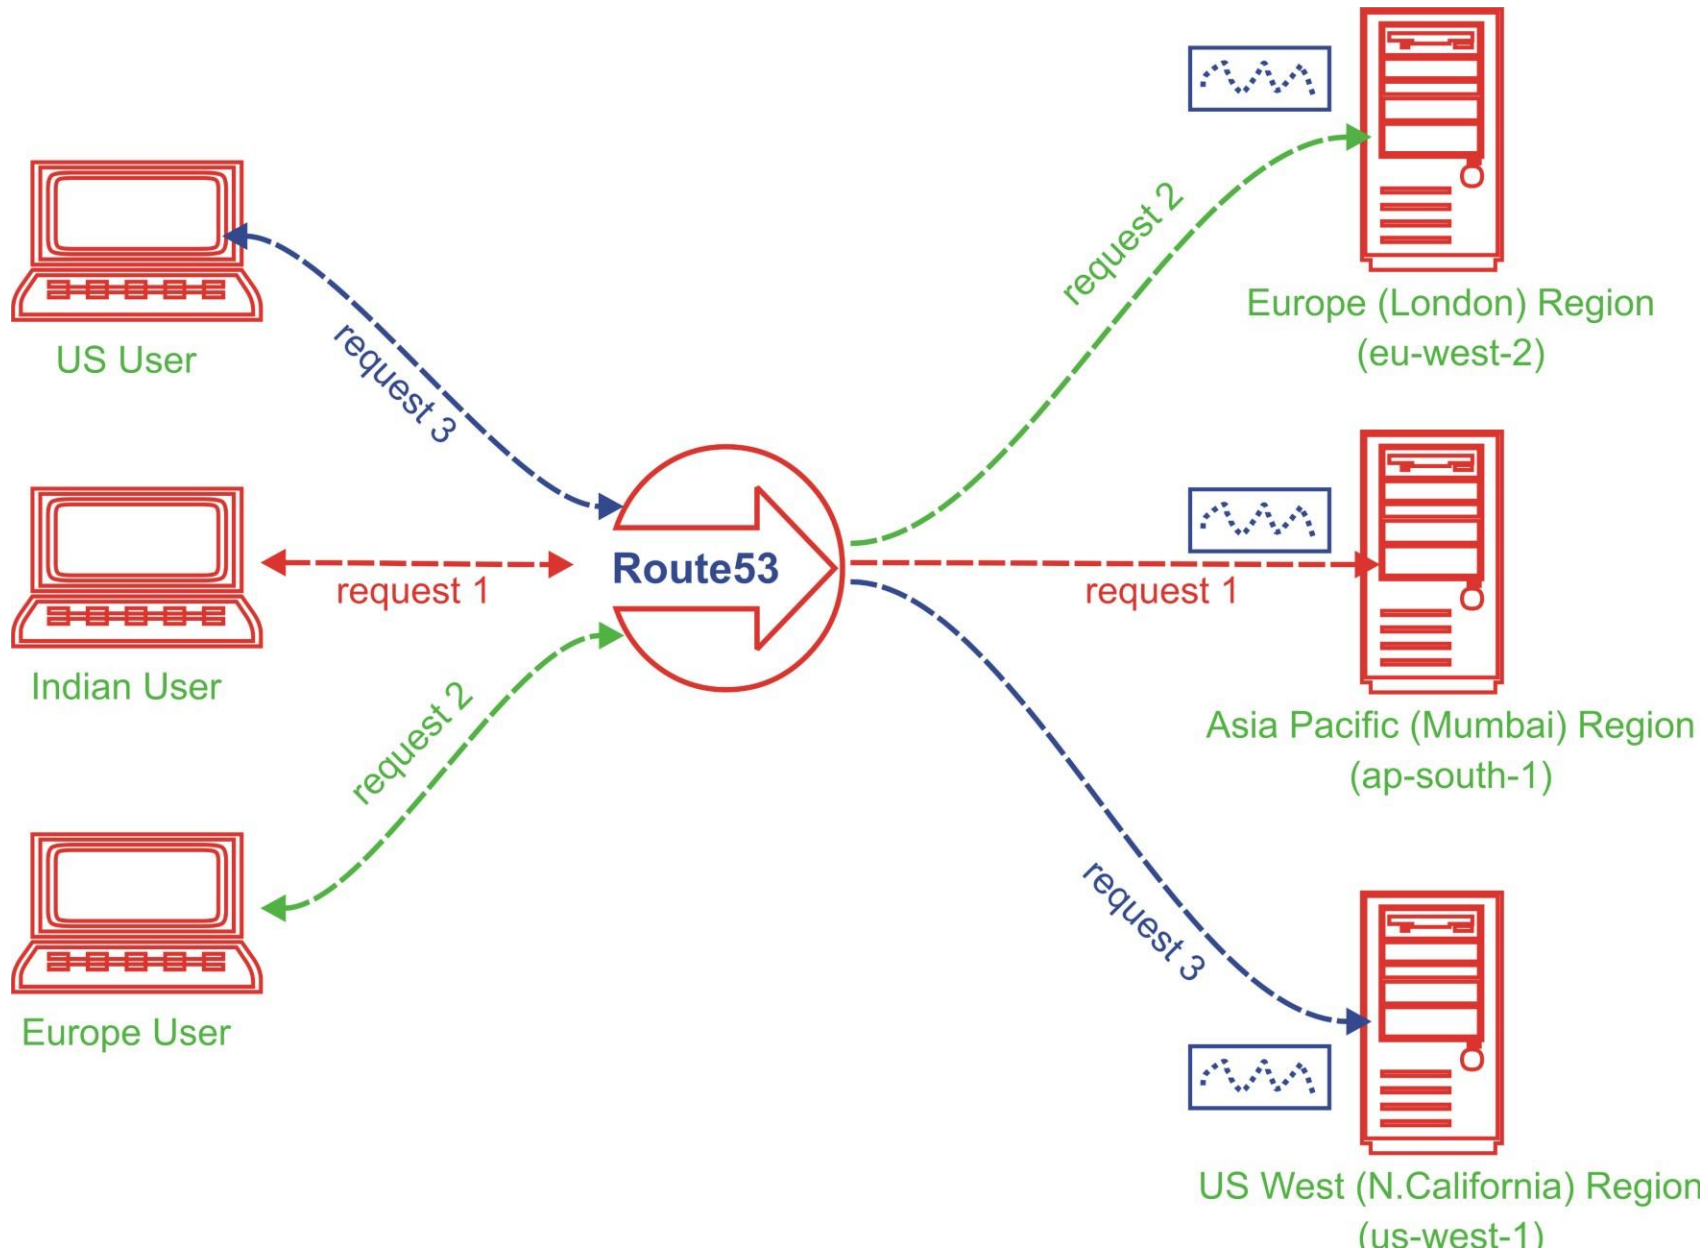 request 2
Europe (London) Region
(eu-west-2)
US User
request 3
Route53
request 1
request 1
Indian User
request 2
Asia Pacific (Mumbai) Region
(ap-south-1)
request 3
Europe User
US West (N.California) Region
(us-west-1)